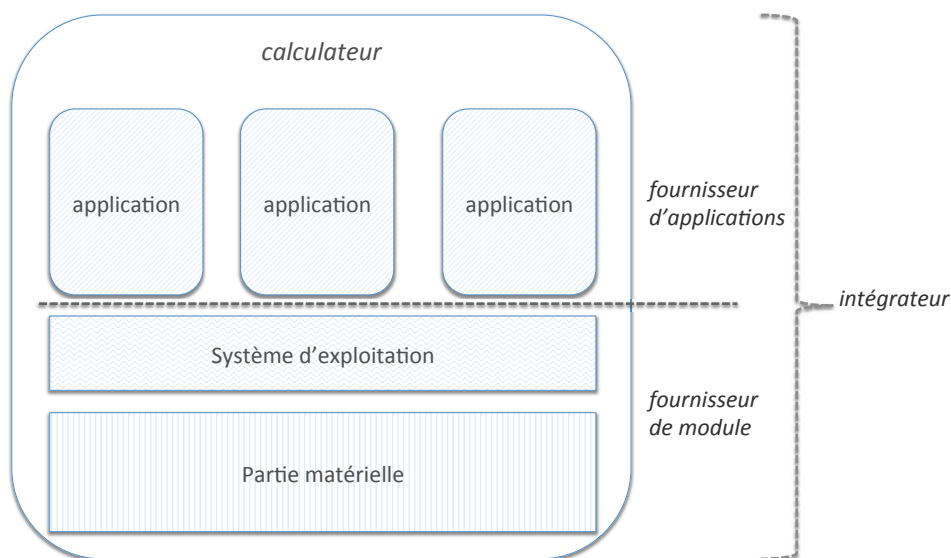 calculateur
application
application
application
fournisseur
d'applications
intégrateur
Système d'exploitation
fournisseur
de module
Partie matérielle